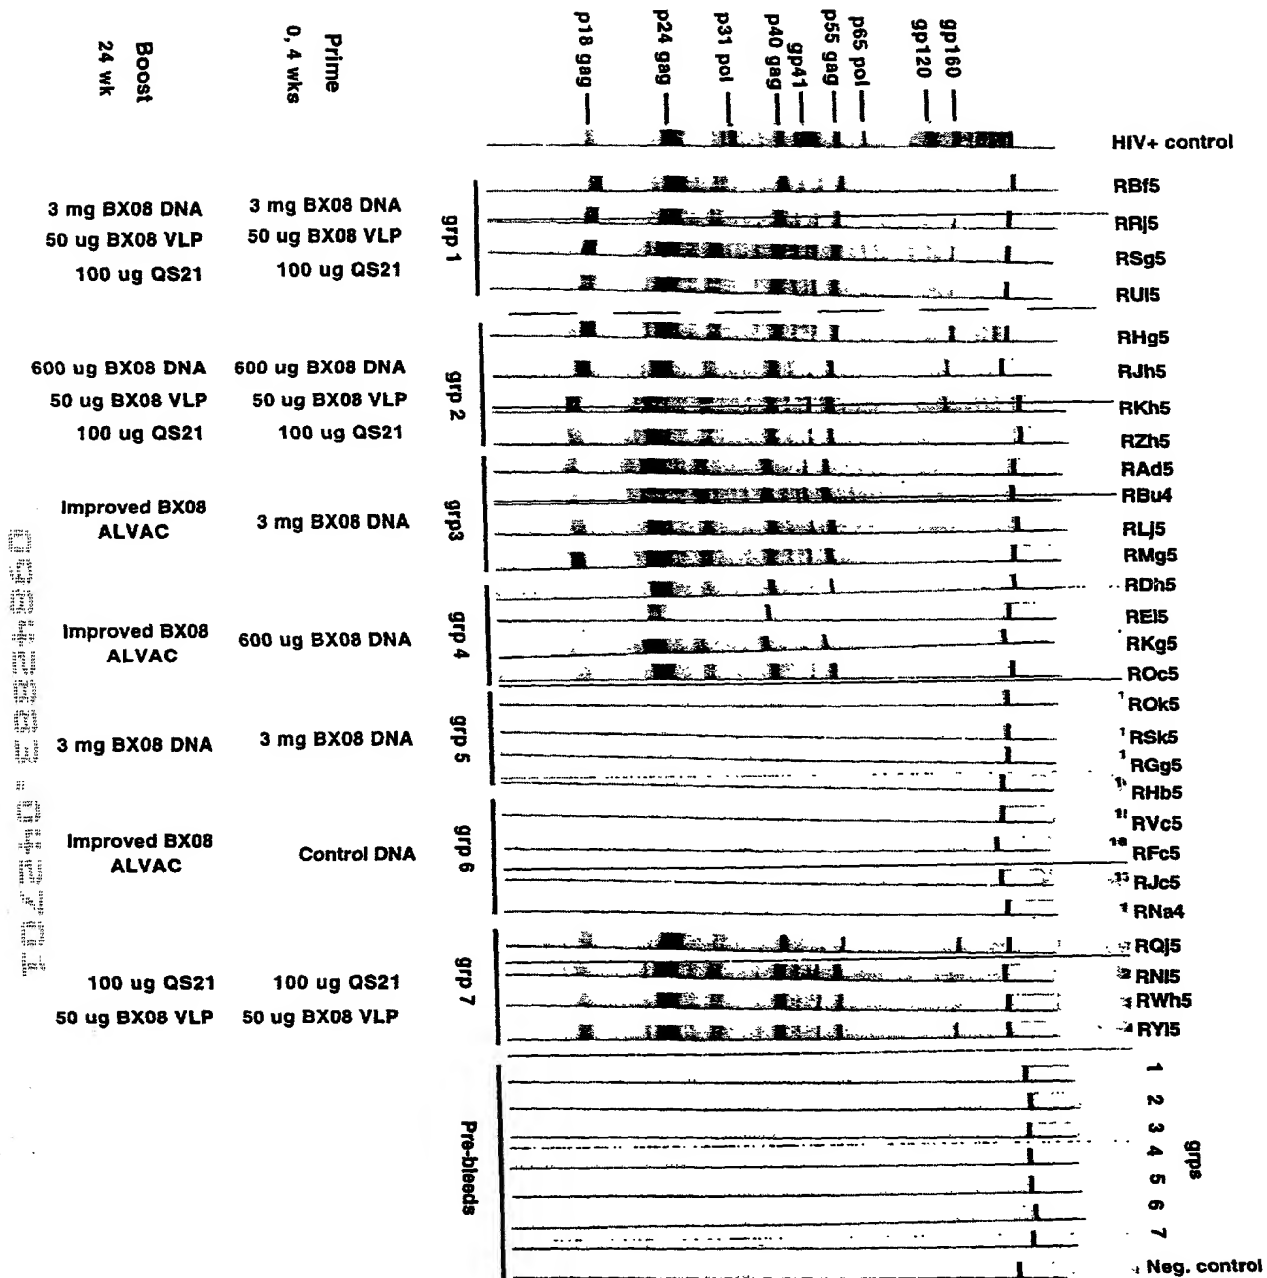 p18 gag
p24 gag
p31 pol
p40 gag
gp41
p55 gag
p65 pol
gp120
gp160
Boost
24 wk
Prime
0, 4 wks
HIV+ control
RBf5
RRj5
RSg5
RUl5
grp 1
3 mg BX08 DNA 3 mg BX08 DNA
50 ug BX08 VLP 50 ug BX08 VLP
100 ug QS21 100 ug QS21
RHg5
RJh5
RKh5
RZh5
grp 2
600 ug BX08 DNA 600 ug BX08 DNA
50 ug BX08 VLP 50 ug BX08 VLP
100 ug QS21 100 ug QS21
RAd5
RBu4
RLj5
RMg5
grp3
Improved BX08
ALVAC
3 mg BX08 DNA
RDh5
REl5
RKg5
ROc5
grp 4
Improved BX08
ALVAC
600 ug BX08 DNA
ROk5
RSk5
RGg5
RHb5
grp 5
3 mg BX08 DNA 3 mg BX08 DNA
RVc5
RFc5
RJc5
RNa4
grp 6
Improved BX08
ALVAC
Control DNA
RQj5
RNl5
RWh5
RYl5
grp 7
100 ug QS21 100 ug QS21
50 ug BX08 VLP 50 ug BX08 VLP
Pre-bleeds
1
2
3
4
5
6
7
grps
Neg. control
09842883.042701